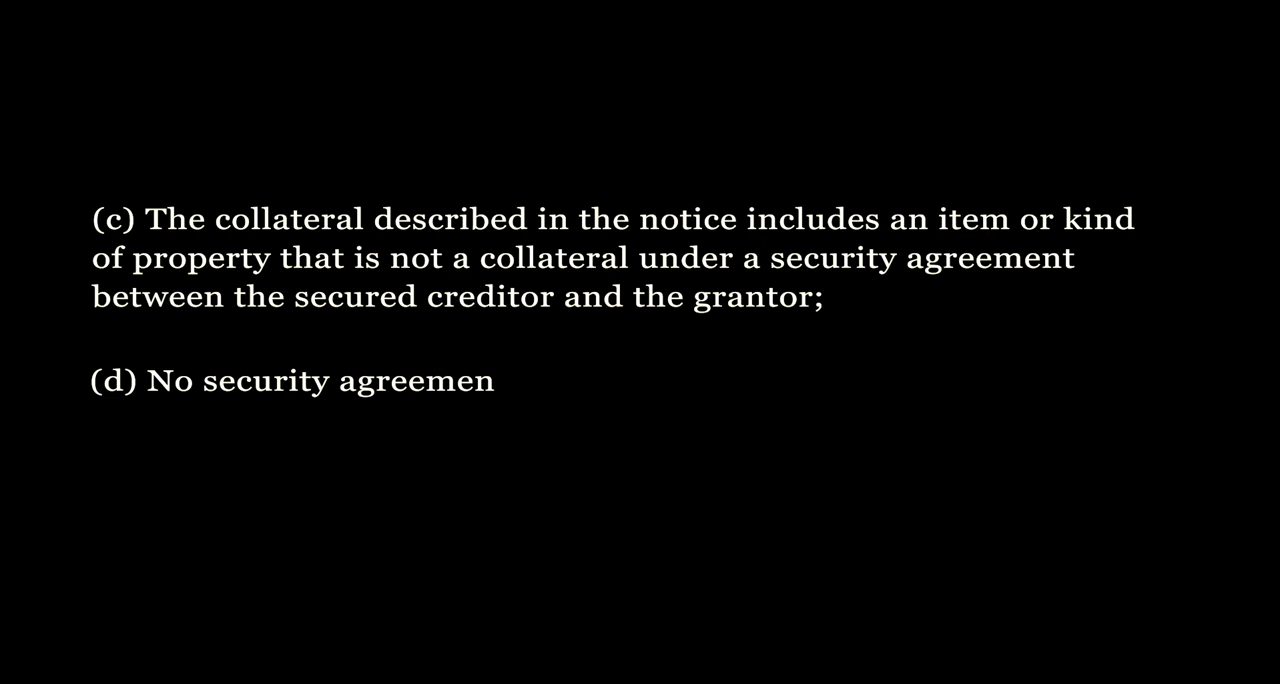 (c) The collateral described in the notice includes an item or kind
of property that is not a collateral under a security agreement
between the secured creditor and the grantor;
(d) No security agreemen